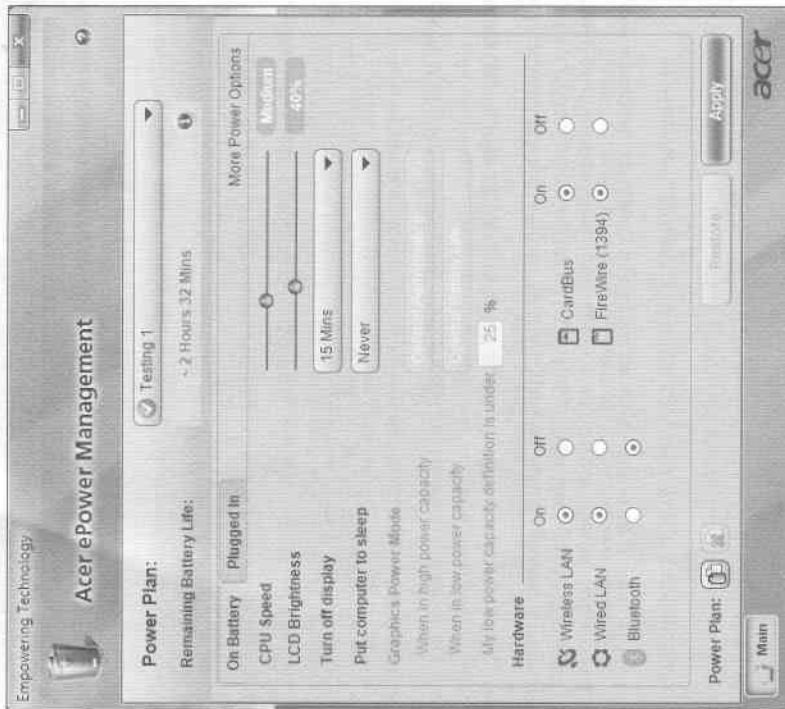 Empowering Technology
Acer ePower Management
Power Plan: Testing 1
Remaining Battery Life: ~ 2 Hours 32 Mins
On Battery Plugged In More Power Options
CPU Speed Medium
LCD Brightness 40%
Turn off display 15 Mins
Put computer to sleep Never
Graphics Power Mode
When in high power capacity
When in low power capacity
My low power capacity definition is under 25 %
Hardware
On Off On Off
Wireless LAN CardBus
Wired LAN FireWire (1394)
Bluetooth
Power Plan: Restore Apply
Main acer